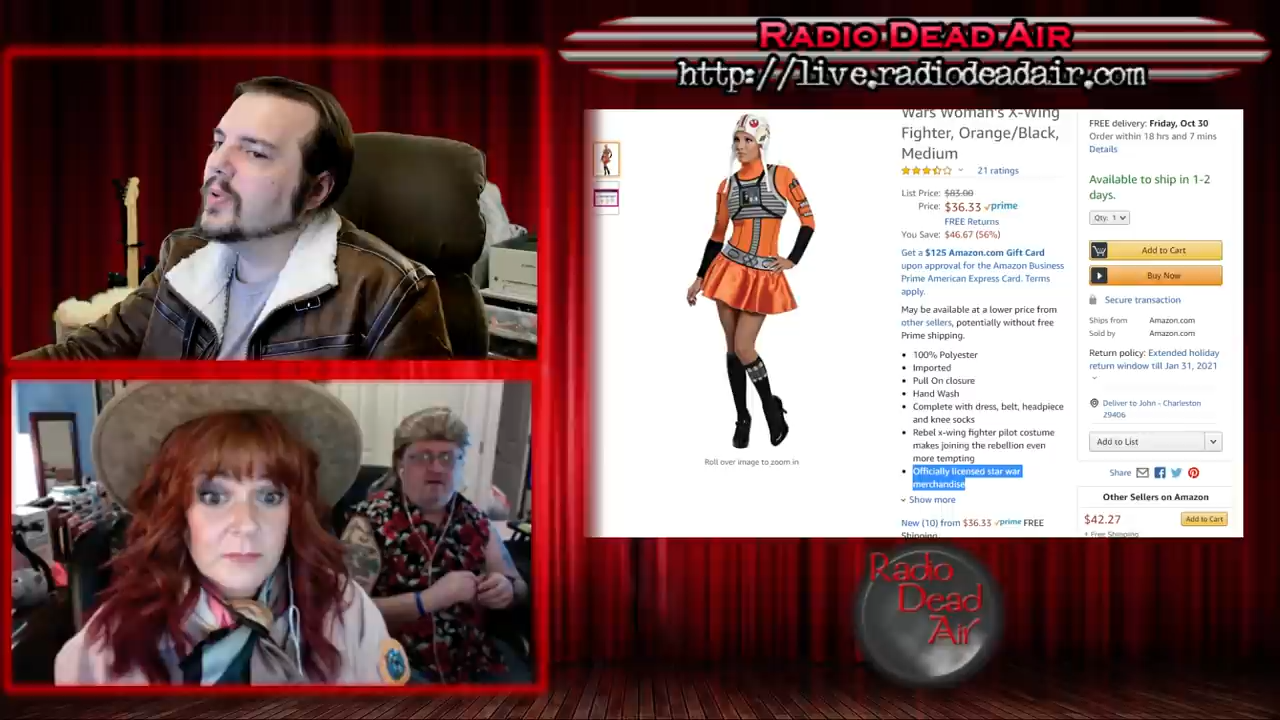 RADIO DEAD AIR
http://live.radiodeadair.com
Wars Woman's X-Wing
Fighter, Orange/Black,
Medium
21 ratings
List Price: $83.00
Price: $36.33 prime
FREE Returns
You Save: $46.67 (56%)
Get a $125 Amazon.com Gift Card
upon approval for the Amazon Business
Prime American Express Card. Terms
apply.
May be available at a lower price from
other sellers, potentially without free
Prime shipping.
100% Polyester
Imported
Pull On closure
Hand Wash
Complete with dress, belt, headpiece
and knee socks
Rebel x-wing fighter pilot costume
makes joining the rebellion even
more tempting
Officially licensed star war
merchandise
Show more
New (10) from $36.33 prime FREE
Shipping
Roll over image to zoom in
FREE delivery: Friday, Oct 30
Order within 18 hrs and 7 mins
Details
Available to ship in 1-2
days.
Qty: 1
Add to Cart
Buy Now
Secure transaction
Ships from Amazon.com
Sold by Amazon.com
Return policy: Extended holiday
return window till Jan 31, 2021
Deliver to John - Charleston
29406
Add to List
Share
Other Sellers on Amazon
$42.27 Add to Cart
+ Free Shipping
Radio
Dead
Air